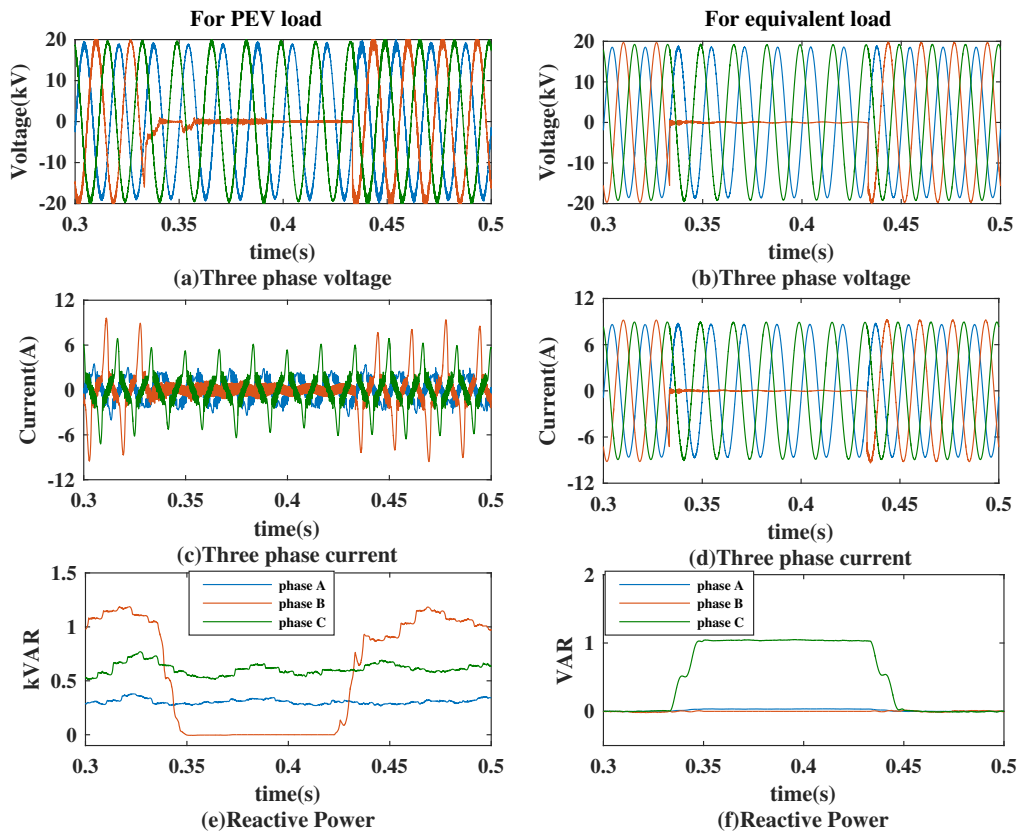 For PEV load
For equivalent load
Voltage(kV)
20
10
0
-10
-20
0.3
0.35
0.4
0.45
0.5
time(s)
(a)Three phase voltage
Voltage(kV)
20
10
0
-10
-20
0.3
0.35
0.4
0.45
0.5
time(s)
(b)Three phase voltage
Current(A)
12
6
0
-6
-12
0.3
0.35
0.4
0.45
0.5
time(s)
(c)Three phase current
Current(A)
12
6
0
-6
-12
0.3
0.35
0.4
0.45
0.5
time(s)
(d)Three phase current
kVAR
1.5
1
0.5
0
phase A
phase B
phase C
0.3
0.35
0.4
0.45
0.5
time(s)
(e)Reactive Power
VAR
2
1
0
phase A
phase B
phase C
0.3
0.35
0.4
0.45
0.5
time(s)
(f)Reactive Power